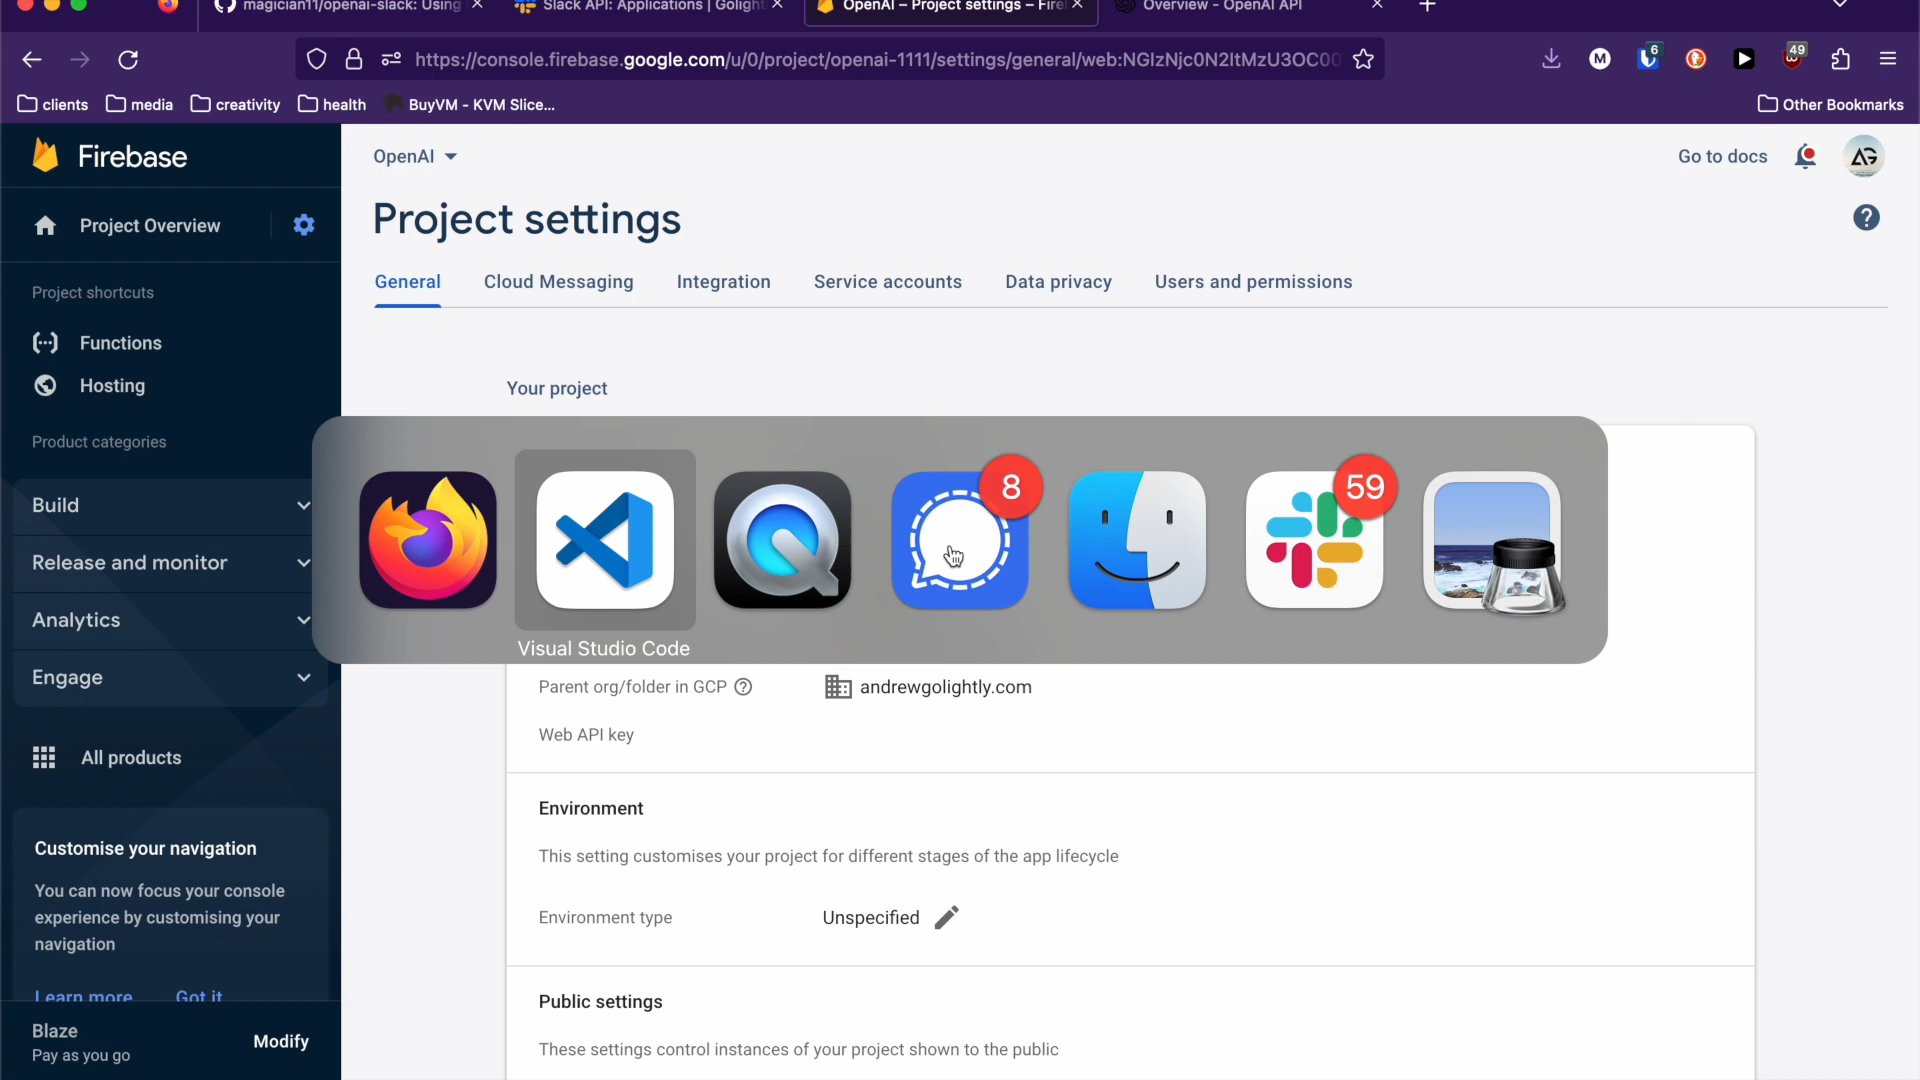 magician11/openai-slack: Using
Slack API: Applications | Golight
OpenAI – Project settings – Fire
Overview - OpenAI API
https://console.firebase.google.com/u/0/project/openai-1111/settings/general/web:NGIzNjc0N2ItMzU3OC00
M
6
49
clients
media
creativity
health
BuyVM - KVM Slice...
Other Bookmarks
Firebase
OpenAI
Go to docs
AG
Project Overview
Project settings
General
Cloud Messaging
Integration
Service accounts
Data privacy
Users and permissions
Project shortcuts
Functions
Hosting
Your project
Product categories
Build
Release and monitor
Analytics
Engage
8
59
Visual Studio Code
Parent org/folder in GCP
andrewgolightly.com
Web API key
All products
Environment
This setting customises your project for different stages of the app lifecycle
Environment type
Unspecified
Customise your navigation
You can now focus your console
experience by customising your
navigation
Learn more
Got it
Public settings
These settings control instances of your project shown to the public
Blaze
Pay as you go
Modify